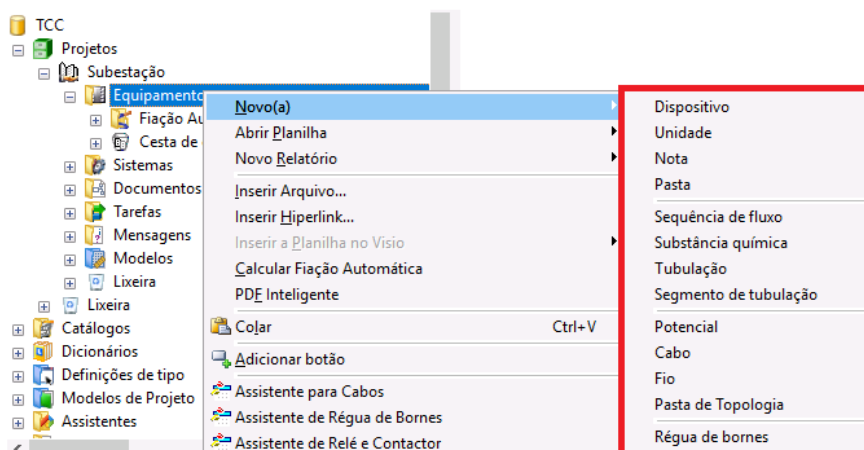 TCC
Projetos
Subestação
Equipamento
Fiação Au
Cesta de
Sistemas
Documentos
Tarefas
Mensagens
Modelos
Lixeira
Lixeira
Catálogos
Dicionários
Definições de tipo
Modelos de Projeto
Assistentes
Novo(a)
Abrir Planilha
Novo Relatório
Inserir Arquivo...
Inserir Hiperlink...
Inserir a Planilha no Visio
Calcular Fiação Automática
PDF Inteligente
Colar Ctrl+V
Adicionar botão
Assistente para Cabos
Assistente de Régua de Bornes
Assistente de Relé e Contactor
Dispositivo
Unidade
Nota
Pasta
Sequência de fluxo
Substância química
Tubulação
Segmento de tubulação
Potencial
Cabo
Fio
Pasta de Topologia
Régua de bornes